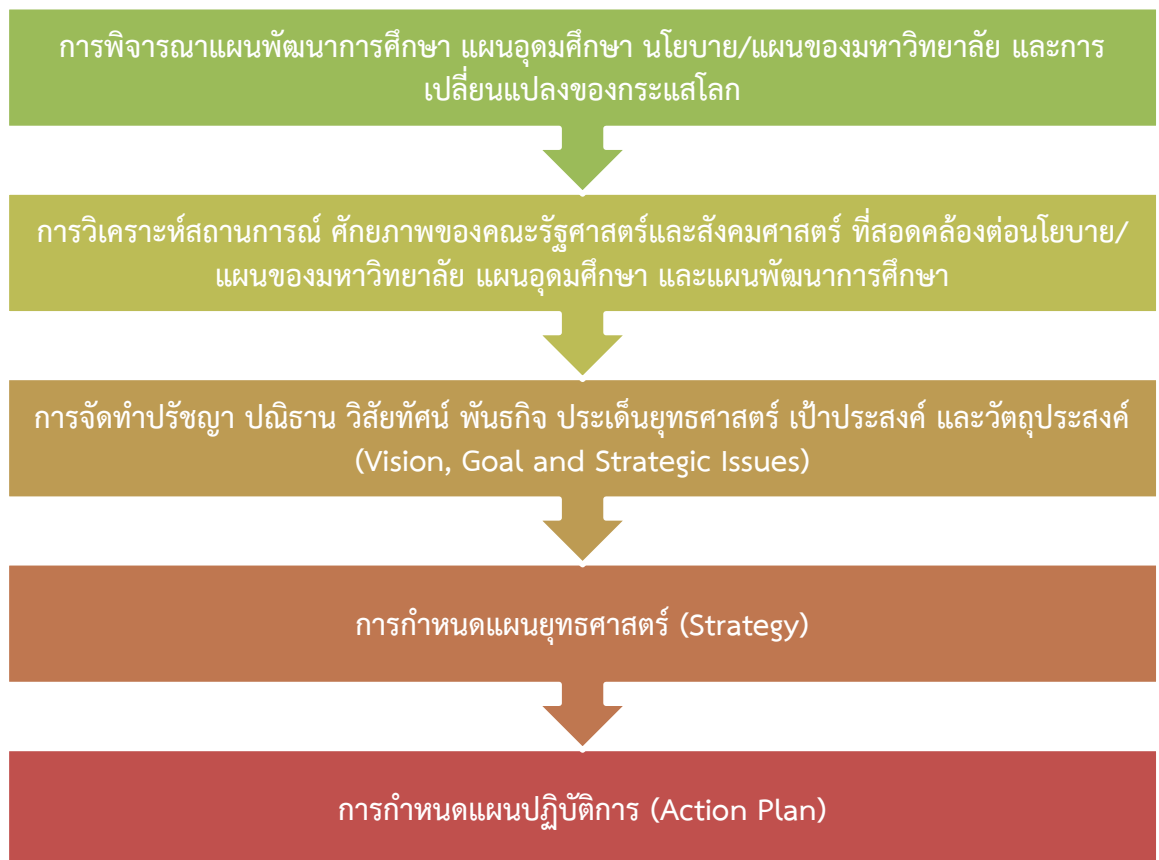 การพิจารณาแผนพัฒนาการศึกษา แผนอุดมศึกษา นโยบาย/แผนของมหาวิทยาลัย และการ
เปลี่ยนแปลงของกระแสโลก
การวิเคราะห์สถานการณ์ ศักยภาพของคณะรัฐศาสตร์และสังคมศาสตร์ ที่สอดคล้องต่อนโยบาย/
แผนของมหาวิทยาลัย แผนอุดมศึกษา และแผนพัฒนาการศึกษา
การจัดทำปรัชญา ปณิธาน วิสัยทัศน์ พันธกิจ ประเด็นยุทธศาสตร์ เป้าประสงค์ และวัตถุประสงค์
(Vision, Goal and Strategic Issues)
การกำหนดแผนยุทธศาสตร์ (Strategy)
การกำหนดแผนปฏิบัติการ (Action Plan)